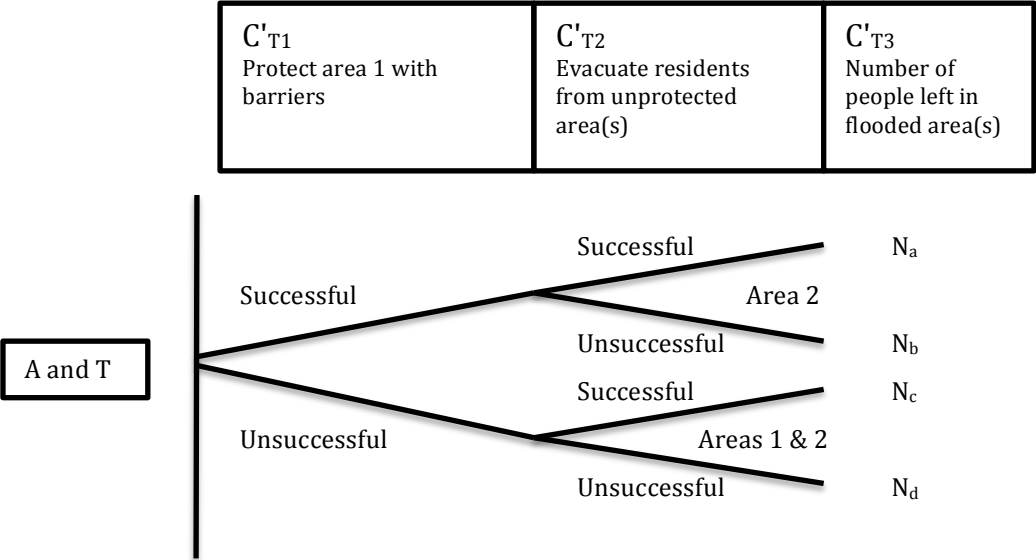 C'T1
Protect area 1 with
barriers
C'T2
Evacuate residents
from unprotected
area(s)
C'T3
Number of
people left in
flooded area(s)
Successful
Na
Successful
Area 2
Unsuccessful
Nb
A and T
Successful
Nc
Unsuccessful
Areas 1 & 2
Unsuccessful
Nd